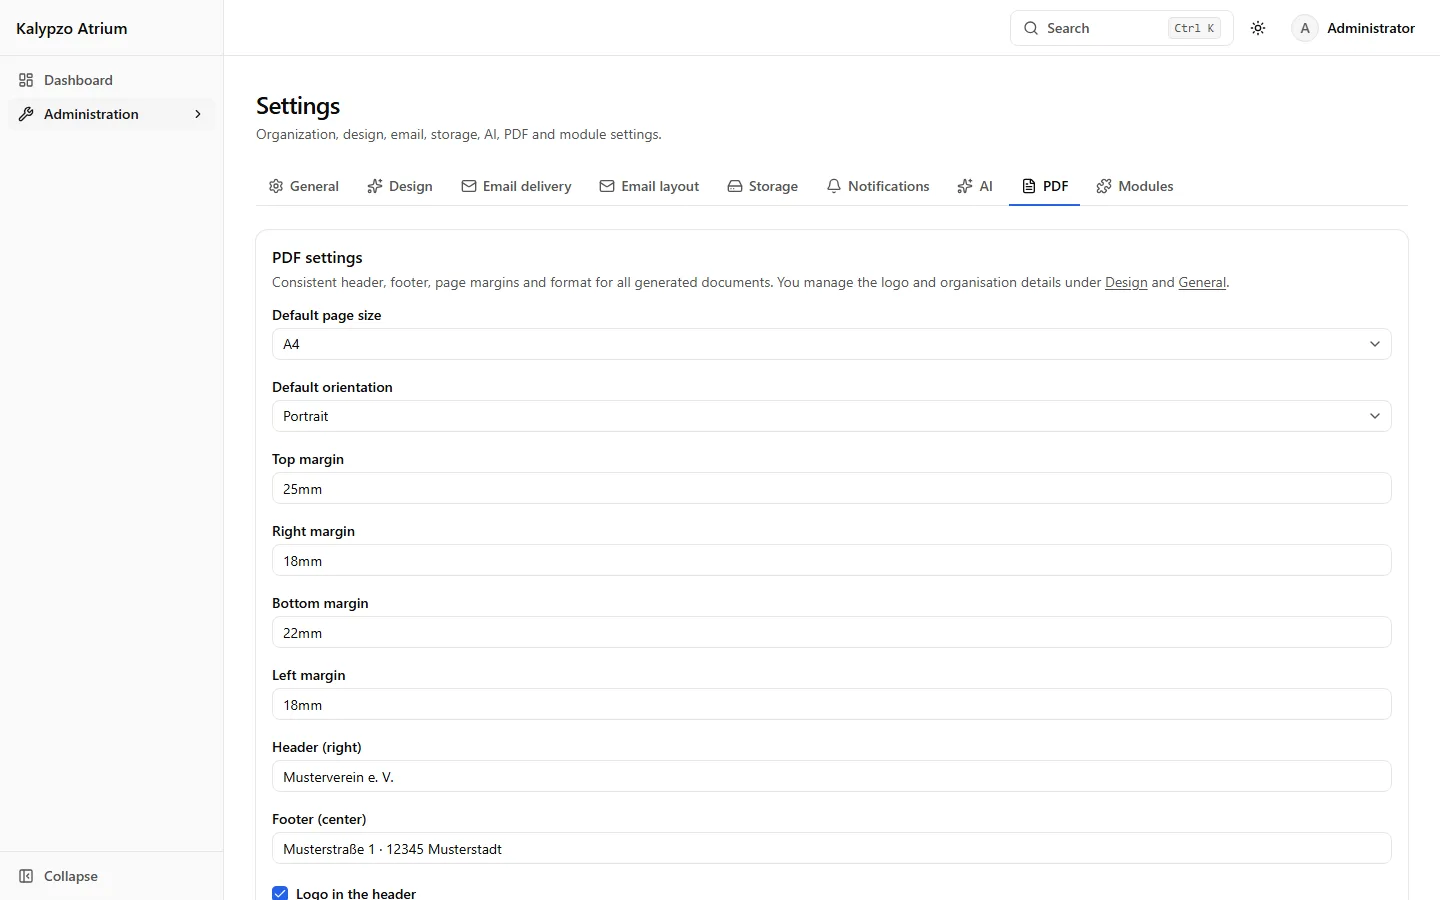 Kalypzo Atrium
Search
Ctrl K
A
Administrator
Dashboard
Administration
Settings
Organization, design, email, storage, AI, PDF and module settings.
General
Design
Email delivery
Email layout
Storage
Notifications
AI
PDF
Modules
PDF settings
Consistent header, footer, page margins and format for all generated documents. You manage the logo and organisation details under Design and General.
Default page size
A4
Default orientation
Portrait
Top margin
25mm
Right margin
18mm
Bottom margin
22mm
Left margin
18mm
Header (right)
Musterverein e. V.
Footer (center)
Musterstraße 1 · 12345 Musterstadt
Logo in the header
Collapse